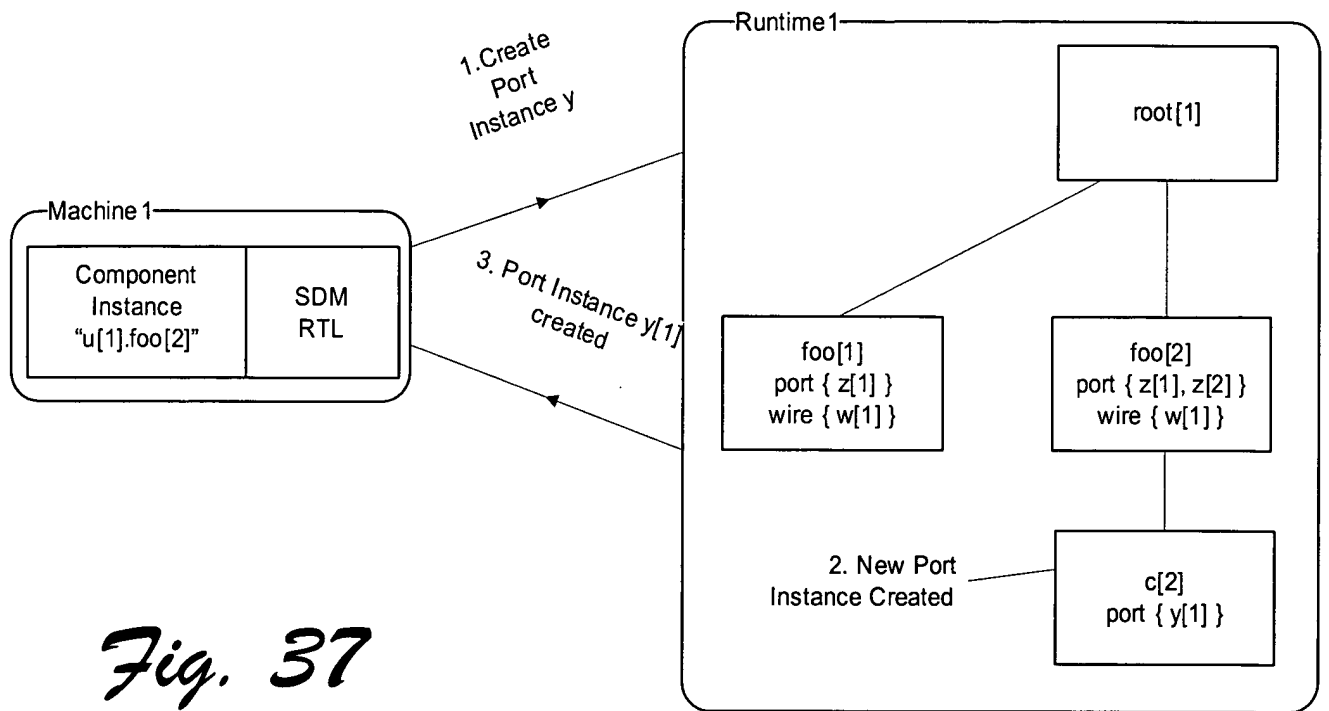 Runtime1
1.Create
Port
Instance y
root[1]
Machine 1
Component
Instance
“u[1].foo[2]”
SDM
RTL
3. Port Instance y[1]
created
foo[1]
port { z[1] }
wire { w[1] }
foo[2]
port { z[1], z[2] }
wire { w[1] }
2. New Port
Instance Created
c[2]
port { y[1] }
Fig. 37